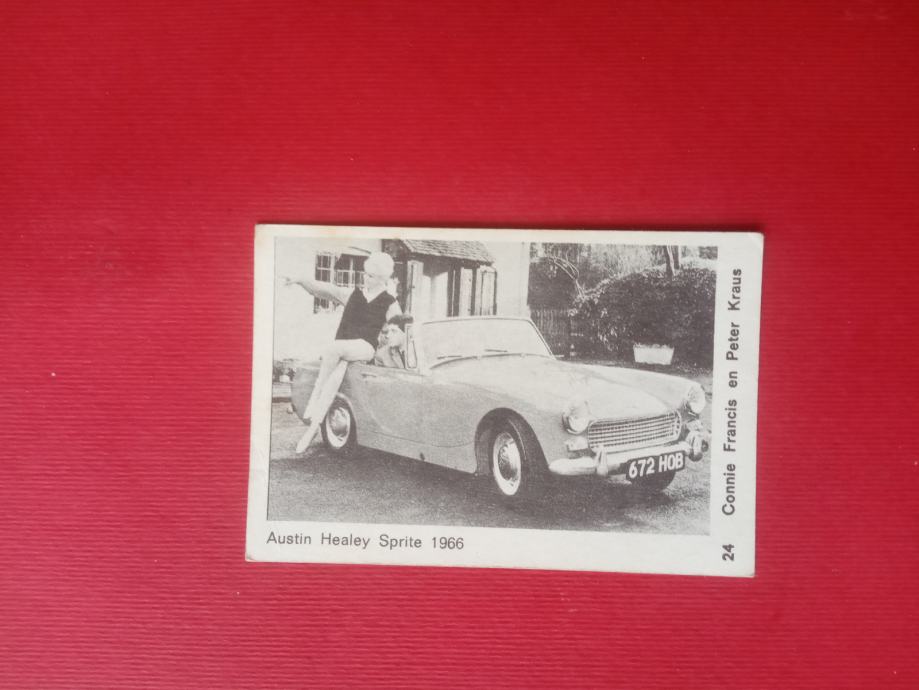 672 HOB
Austin Healey Sprite 1966
24 Connie Francis en Peter Kraus